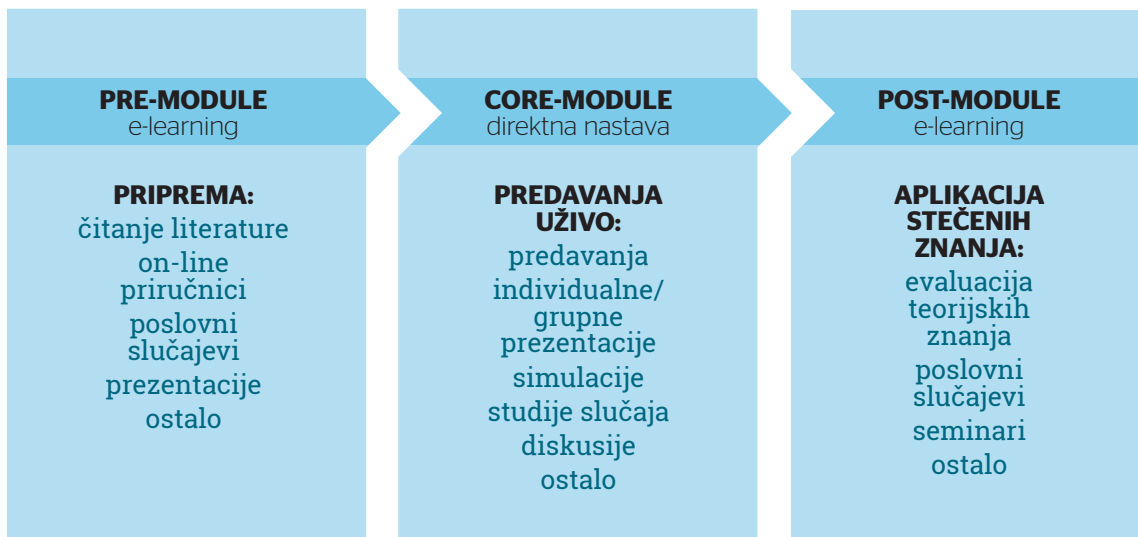 PRE-MODULE
e-learning
PRIPREMA:
čitanje literature
on-line
priručnici
poslovni
slučajevi
prezentacije
ostalo
CORE-MODULE
direktna nastava
PREDAVANJA
UŽIVO:
predavanja
individualne/
grupne
prezentacije
simulacije
studije slučaja
diskusije
ostalo
POST-MODULE
e-learning
APLIKACIJA
STEČENIH
ZNANJA:
evaluacija
teorijskih
znanja
poslovni
slučajevi
seminari
ostalo